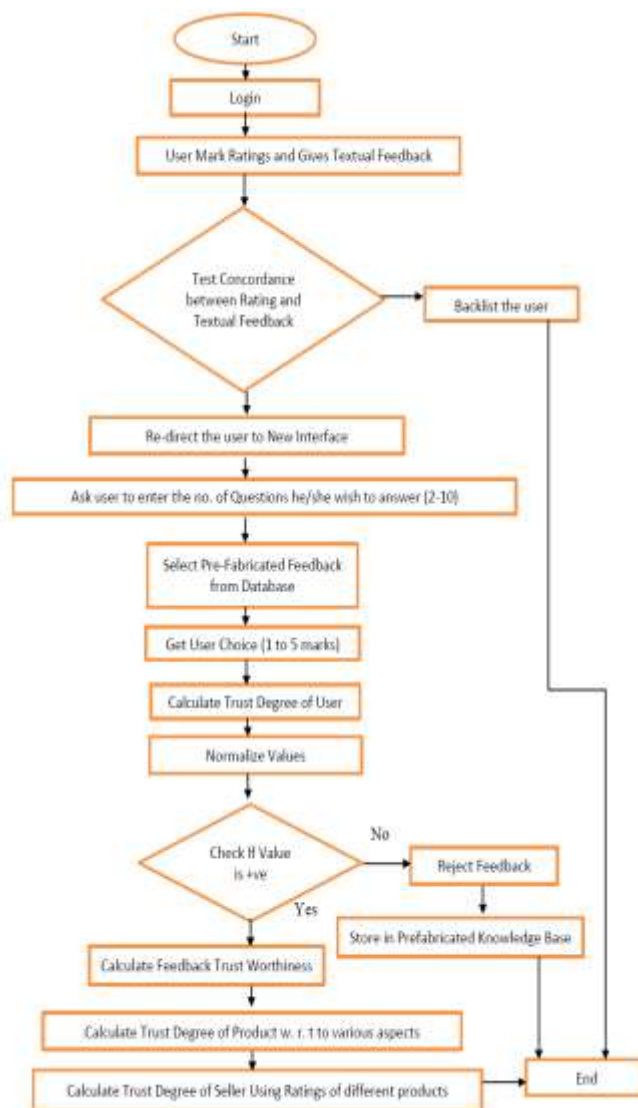 Start
Login
User Mark Ratings and Gives Textual Feedback
Test Concordance
between Rating and
Textual Feedback
Backlist the user
Re-direct the user to New Interface
Ask user to enter the no. of Questions he/she wish to answer (2-10)
Select Pre-Fabricated Feedback
from Database
Get User Choice (1 to 5 marks)
Calculate Trust Degree of User
Normalize Values
Check If Value
is +ve
No
Reject Feedback
Yes
Store in Prefabricated Knowledge Base
Calculate Feedback Trust Worthiness
Calculate Trust Degree of Product w. r. t to various aspects
Calculate Trust Degree of Seller Using Ratings of different products
End